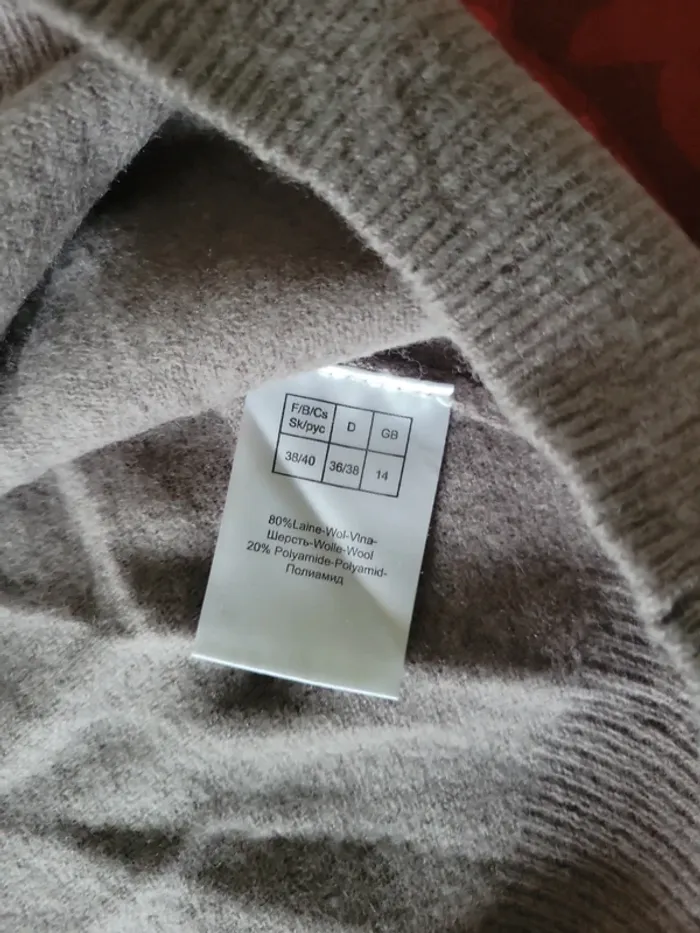 F/B/Cs
Sk/рус
D
GB
38/40
36/38
14
80%Laine-Wol-Vlna-
Шерсть-Wolle-Wool
20% Polyamide-Polyamid-
Полиамид